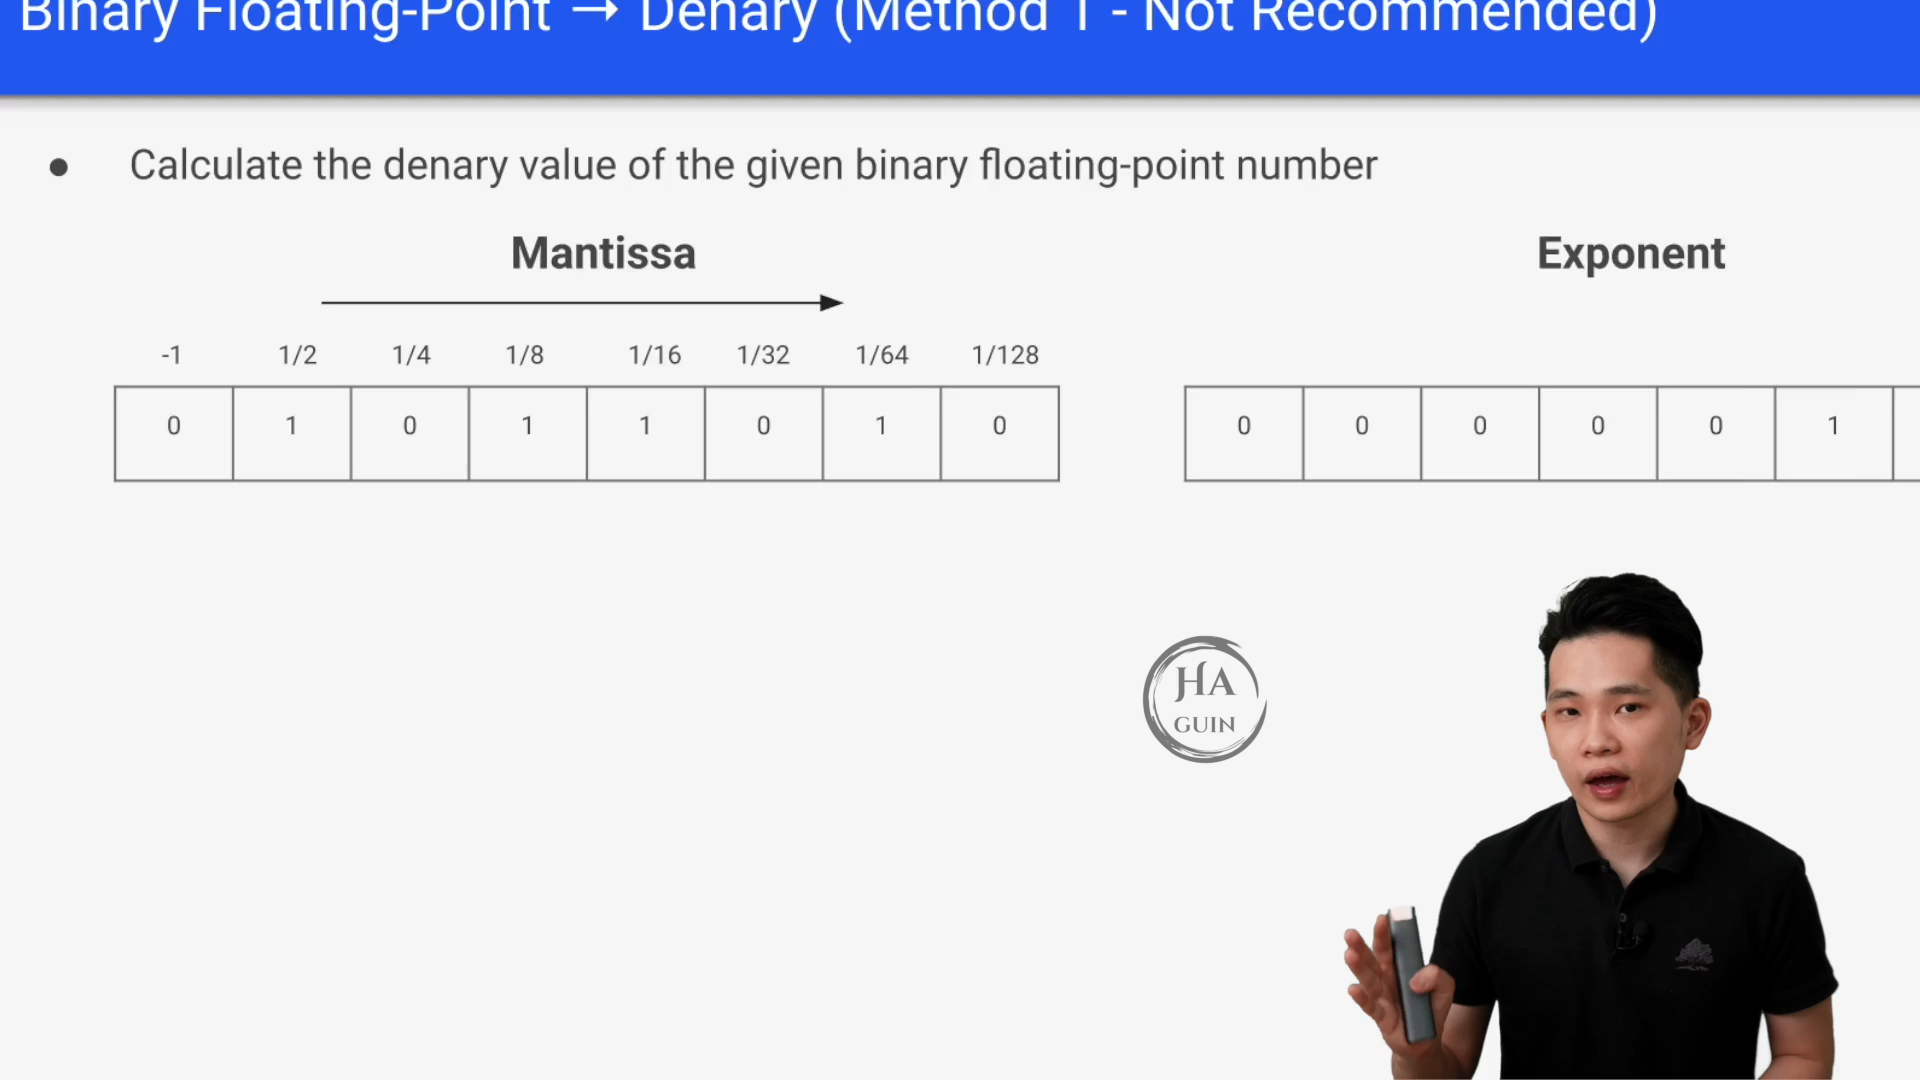 Binary Floating-Point → Denary (Method 1 - Not Recommended)
● Calculate the denary value of the given binary floating-point number
Mantissa Exponent
-1 1/2 1/4 1/8 1/16 1/32 1/64 1/128
0 1 0 1 1 0 1 0 0 0 0 0 0 1
HA
GUIN